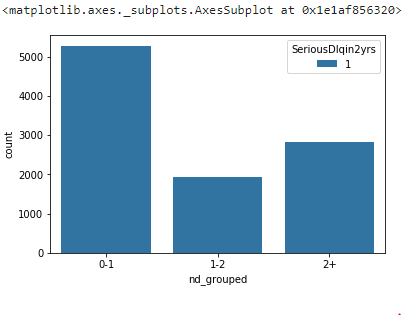 <matplotlib.axes._subplots.AxesSubplot at 0x1e1af856320>
SeriousDlqin2yrs
1
5000
4000
3000
2000
1000
0
count
0-1 1-2 2+
nd_grouped